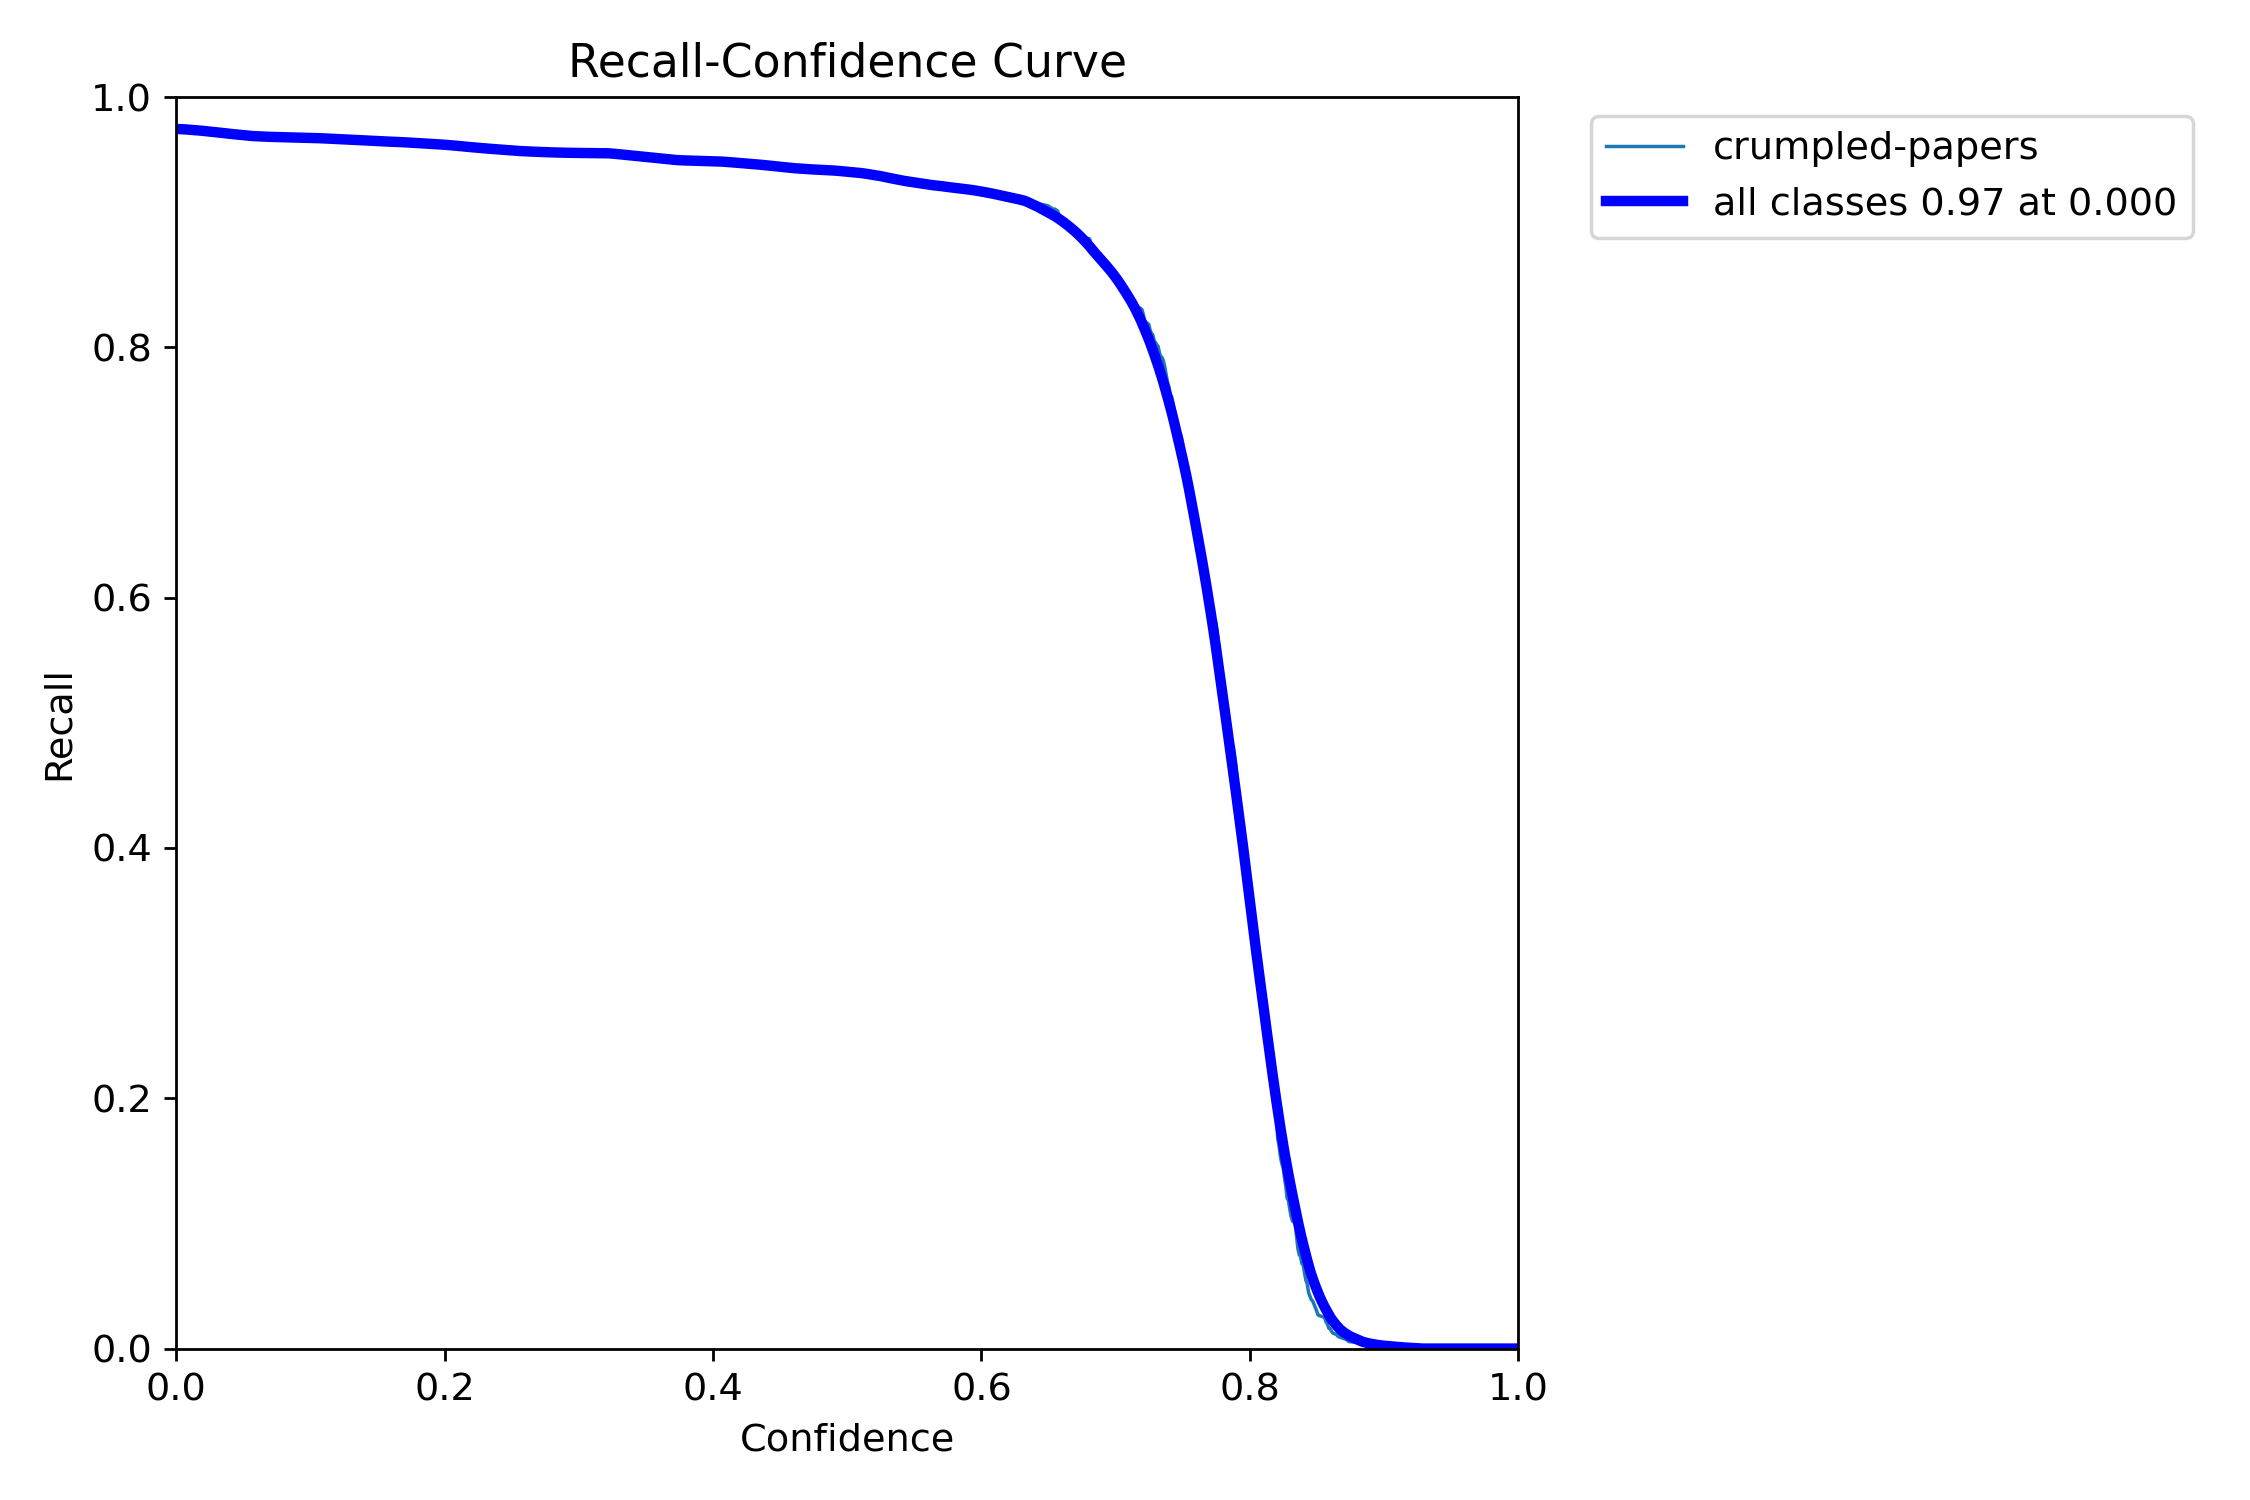 Recall-Confidence Curve
1.0
0.8
0.6
0.4
0.2
0.0
Recall
0.0 0.2 0.4 0.6 0.8 1.0
Confidence
crumpled-papers
all classes 0.97 at 0.000